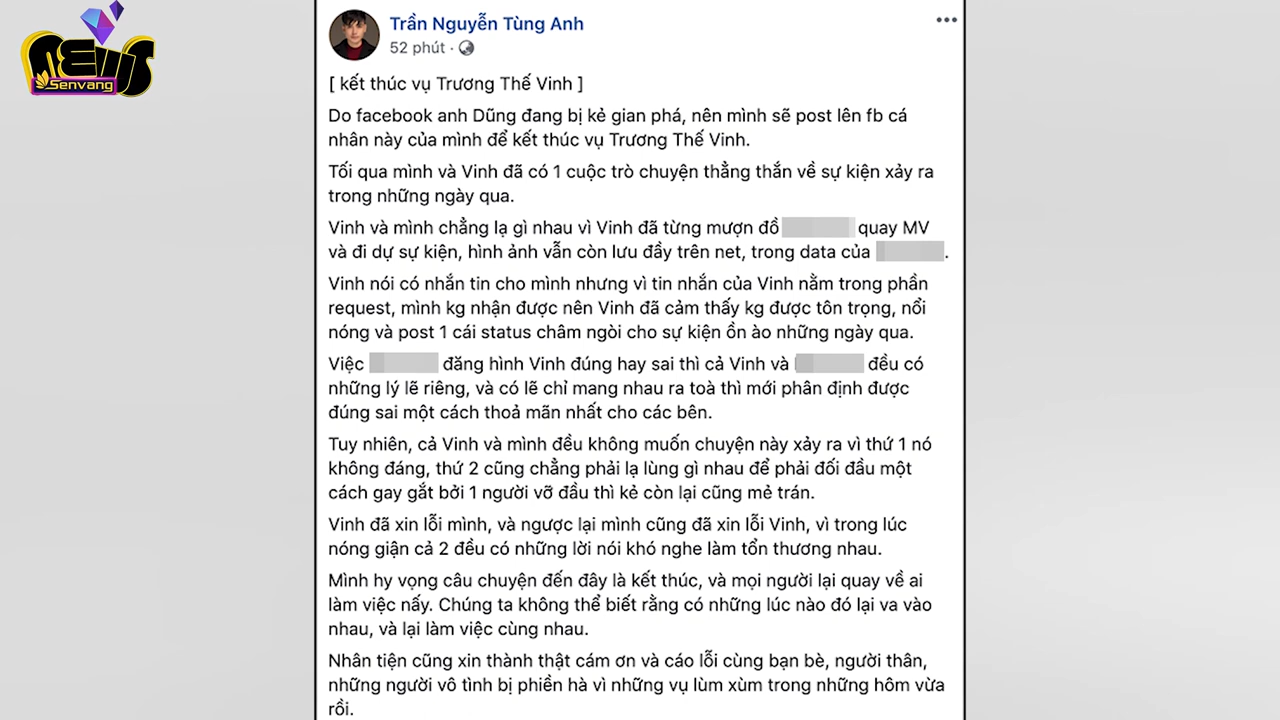 NEWS
Senvang
Trần Nguyễn Tùng Anh
52 phút ·
[ kết thúc vụ Trương Thế Vinh ]
Do facebook anh Dũng đang bị kẻ gian phá, nên mình sẽ post lên fb cá
nhân này của mình để kết thúc vụ Trương Thế Vinh.
Tối qua mình và Vinh đã có 1 cuộc trò chuyện thẳng thắn về sự kiện xảy ra
trong những ngày qua.
Vinh và mình chẳng lạ gì nhau vì Vinh đã từng mượn đồ quay MV
và đi dự sự kiện, hình ảnh vẫn còn lưu đầy trên net, trong data của .
Vinh nói có nhắn tin cho mình nhưng vì tin nhắn của Vinh nằm trong phần
request, mình kg nhận được nên Vinh đã cảm thấy kg được tôn trọng, nổi
nóng và post 1 cái status châm ngòi cho sự kiện ồn ào những ngày qua.
Việc đăng hình Vinh đúng hay sai thì cả Vinh và đều có
những lý lẽ riêng, và có lẽ chỉ mang nhau ra toà thì mới phân định được
đúng sai một cách thoả mãn nhất cho các bên.
Tuy nhiên, cả Vinh và mình đều không muốn chuyện này xảy ra vì thứ 1 nó
không đáng, thứ 2 cũng chẳng phải lạ lùng gì nhau để phải đối đầu một
cách gay gắt bởi 1 người vỡ đầu thì kẻ còn lại cũng mẻ trán.
Vinh đã xin lỗi mình, và ngược lại mình cũng đã xin lỗi Vinh, vì trong lúc
nóng giận cả 2 đều có những lời nói khó nghe làm tổn thương nhau.
Mình hy vọng câu chuyện đến đây là kết thúc, và mọi người lại quay về ai
làm việc nấy. Chúng ta không thể biết rằng có những lúc nào đó lại va vào
nhau, và lại làm việc cùng nhau.
Nhân tiện cũng xin thành thật cám ơn và cáo lỗi cùng bạn bè, người thân,
những người vô tình bị phiền hà vì những vụ lùm xùm trong những hôm vừa
rồi.